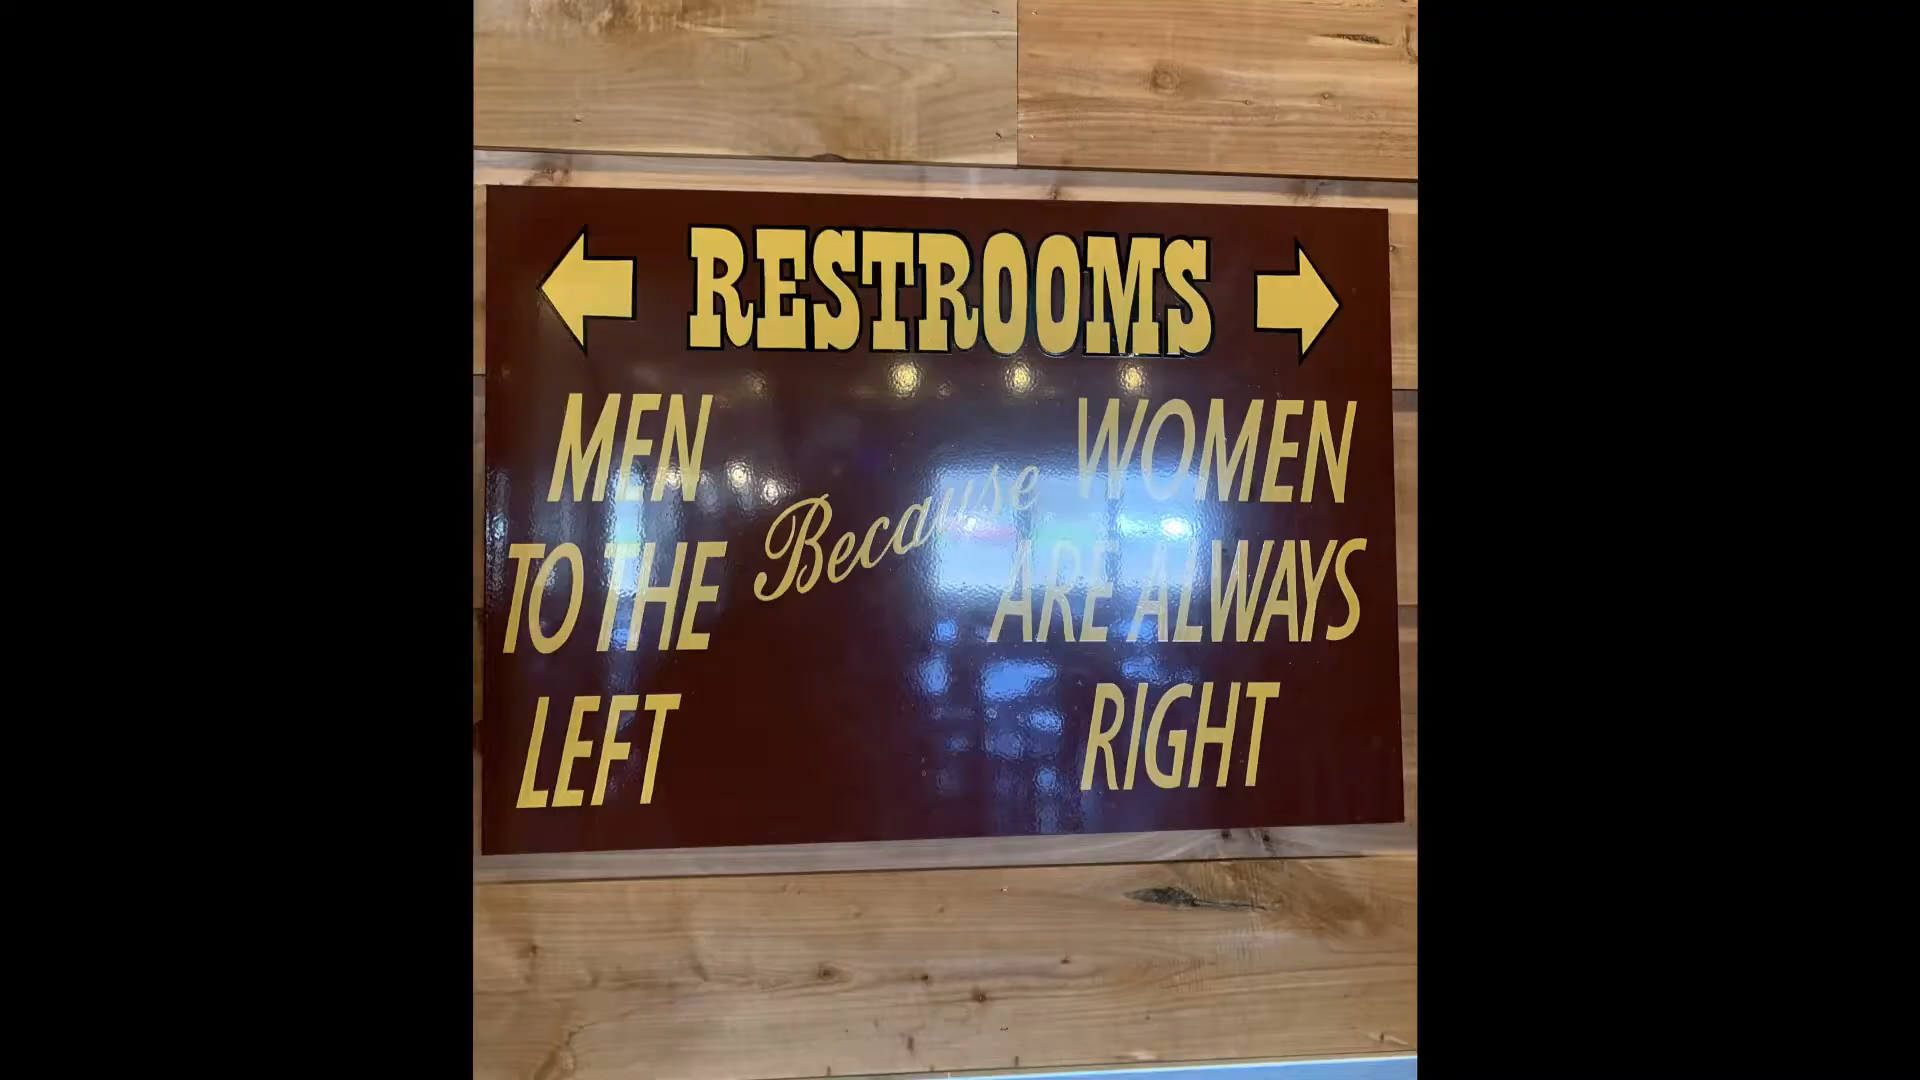 RESTROOMS
MEN
TO THE
LEFT
Because
WOMEN
ARE ALWAYS
RIGHT